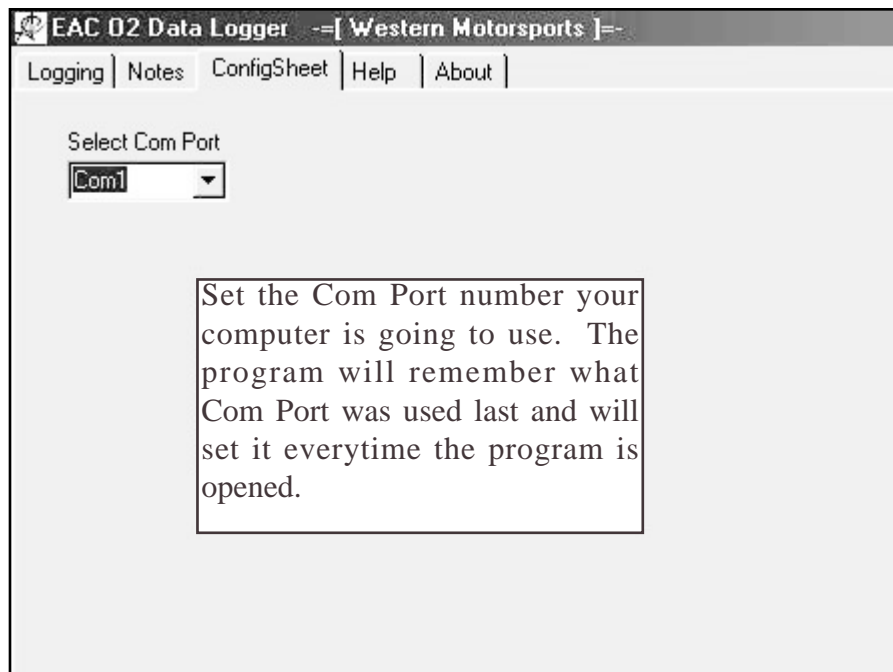 EAC O2 Data Logger -=[ Western Motorsports ]=-
Logging Notes ConfigSheet Help About
Select Com Port
Com1
Set the Com Port number your
computer is going to use. The
program will remember what
Com Port was used last and will
set it everytime the program is
opened.